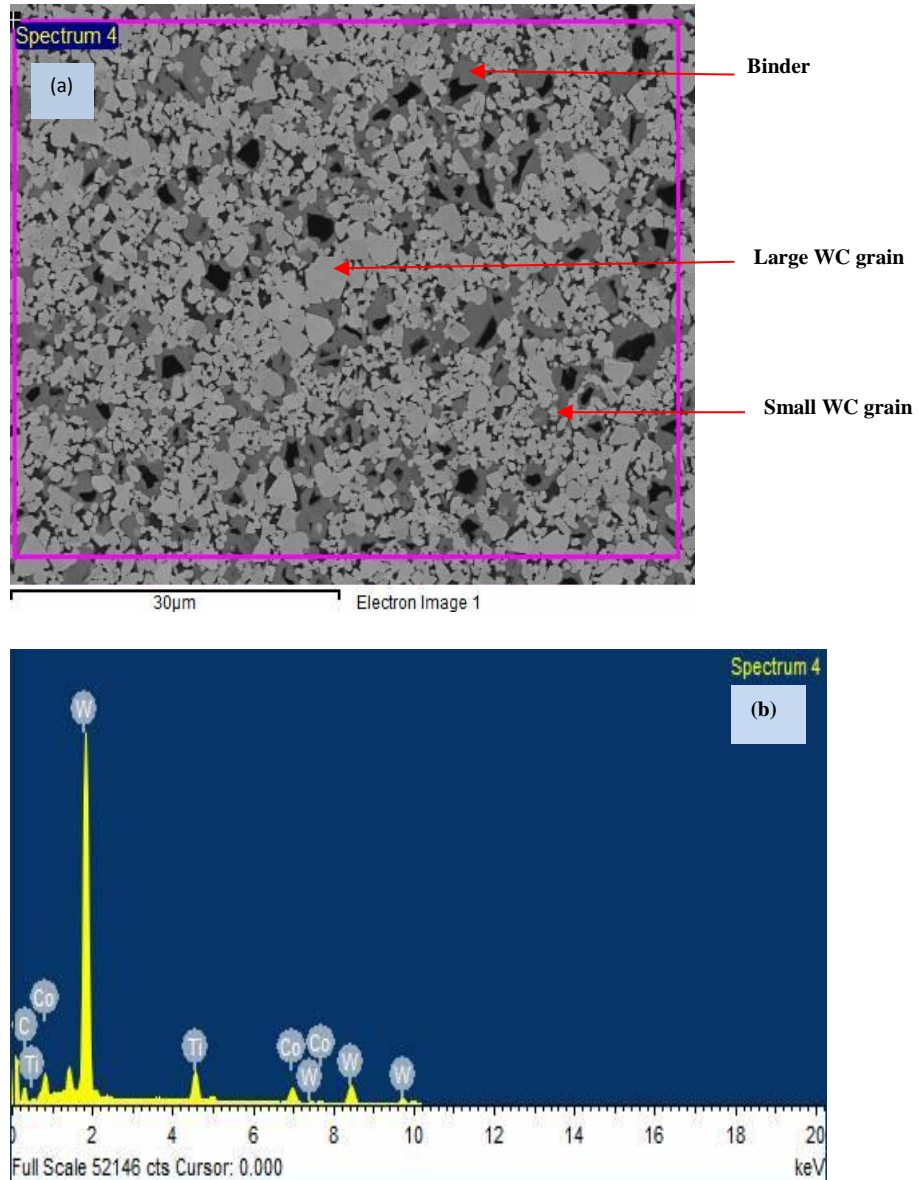 Spectrum 4
(a)
Binder
Large WC grain
Small WC grain
30µm
Electron Image 1
Spectrum 4
(b)
W
Co
C
Ti
Ti
Co
Co
W
W
W
0 2 4 6 8 10 12 14 16 18 20
Full Scale 52146 cts Cursor: 0.000 keV